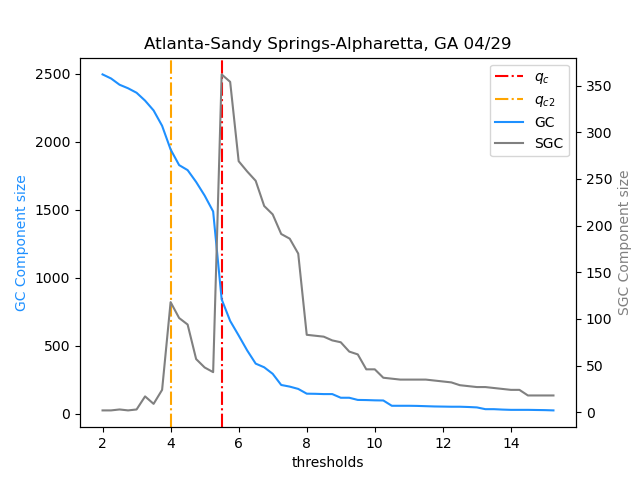 Atlanta-Sandy Springs-Alpharetta, GA 04/29
q_c
q_c2
GC
SGC
2500
2000
1500
1000
500
0
GC Component size
350
300
250
200
150
100
50
0
SGC Component size
2 4 6 8 10 12 14
thresholds